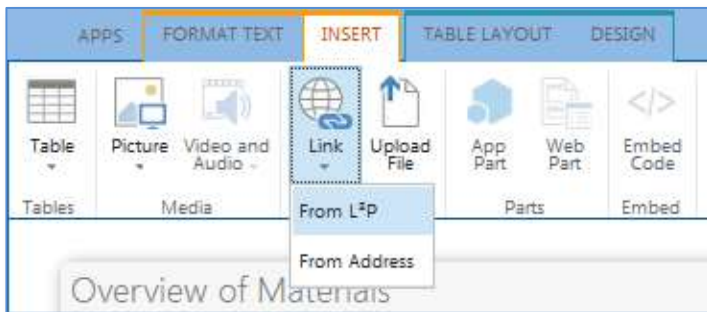 APPS FORMAT TEXT INSERT TABLE LAYOUT DESIGN
Table Picture Video and Audio Link Upload File App Part Web Part Embed Code
Tables Media Parts Embed
From L²P
From Address
Overview of Materials